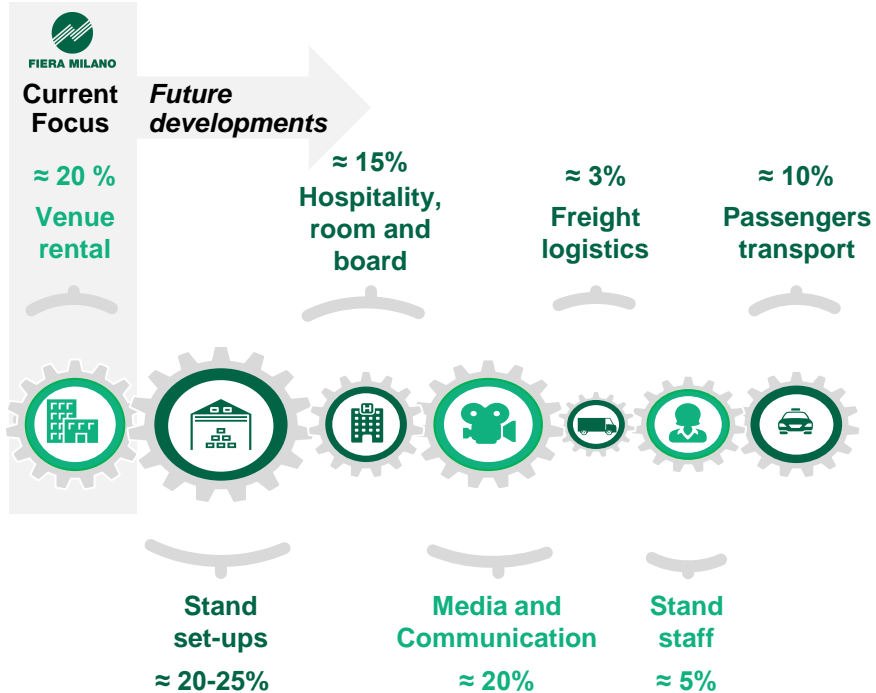 FIERA MILANO
Current
Focus
Future
developments
≈ 20 %
Venue
rental
≈ 15%
Hospitality,
room and
board
≈ 3%
Freight
logistics
≈ 10%
Passengers
transport
H
Stand
set-ups
≈ 20-25%
Media and
Communication
≈ 20%
Stand
staff
≈ 5%